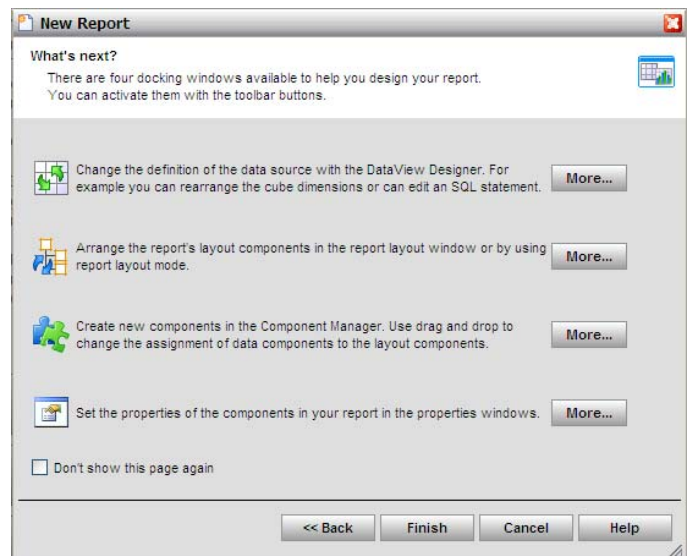 New Report
What's next?
There are four docking windows available to help you design your report.
You can activate them with the toolbar buttons.
Change the definition of the data source with the DataView Designer. For
example you can rearrange the cube dimensions or can edit an SQL statement.
More...
Arrange the report's layout components in the report layout window or by using
report layout mode.
More...
Create new components in the Component Manager. Use drag and drop to
change the assignment of data components to the layout components.
More...
Set the properties of the components in your report in the properties windows.
More...
Don't show this page again
<< Back
Finish
Cancel
Help